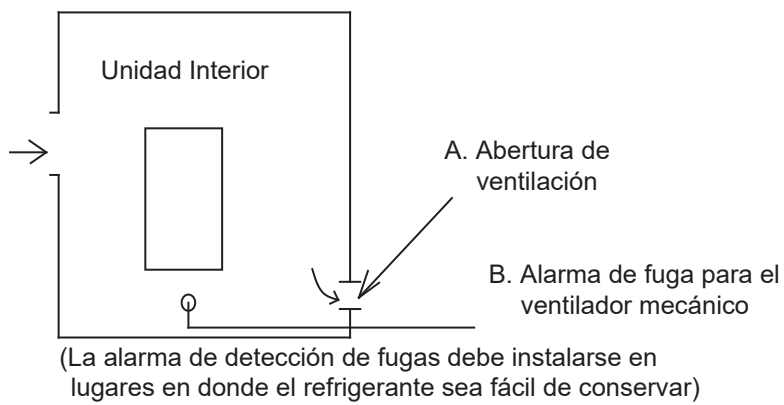 Unidad Interior
A. Abertura de
ventilación
B. Alarma de fuga para el
ventilador mecánico
(La alarma de detección de fugas debe instalarse en
lugares en donde el refrigerante sea fácil de conservar)